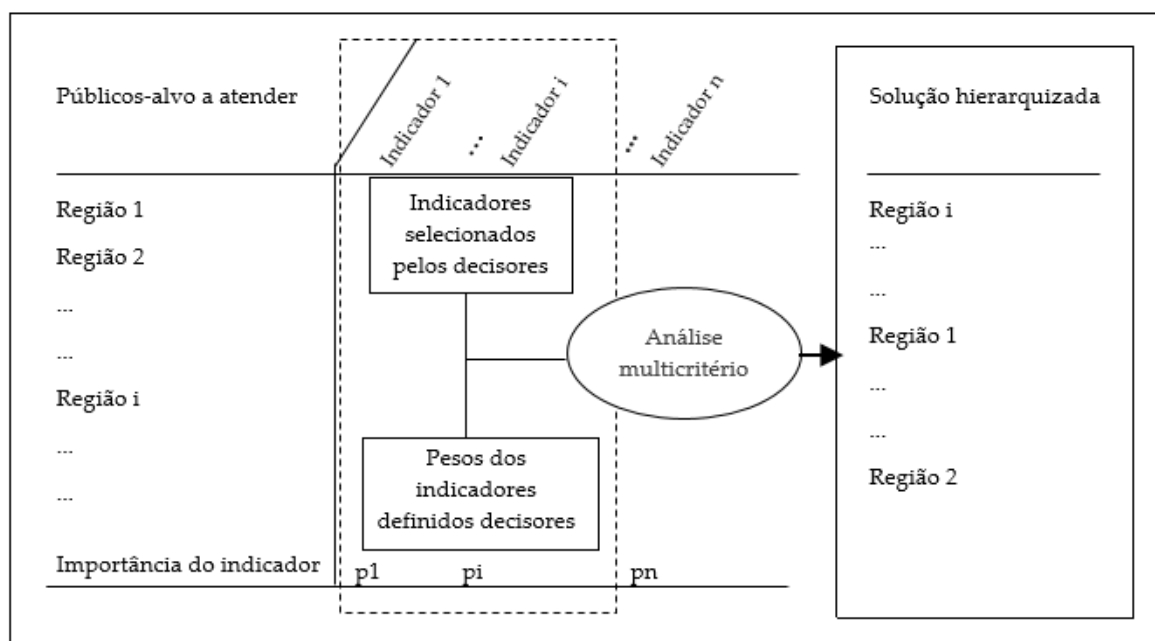 Públicos-alvo a atender
Indicador 1
...
Indicador i
...
Indicador n
Solução hierarquizada
Região 1
Região 2
...
...
Região i
...
...
Indicadores
selecionados
pelos decisores
Análise
multicritério
Pesos dos
indicadores
definidos decisores
Região i
...
...
Região 1
...
...
Região 2
Importância do indicador
p1
pi
pn